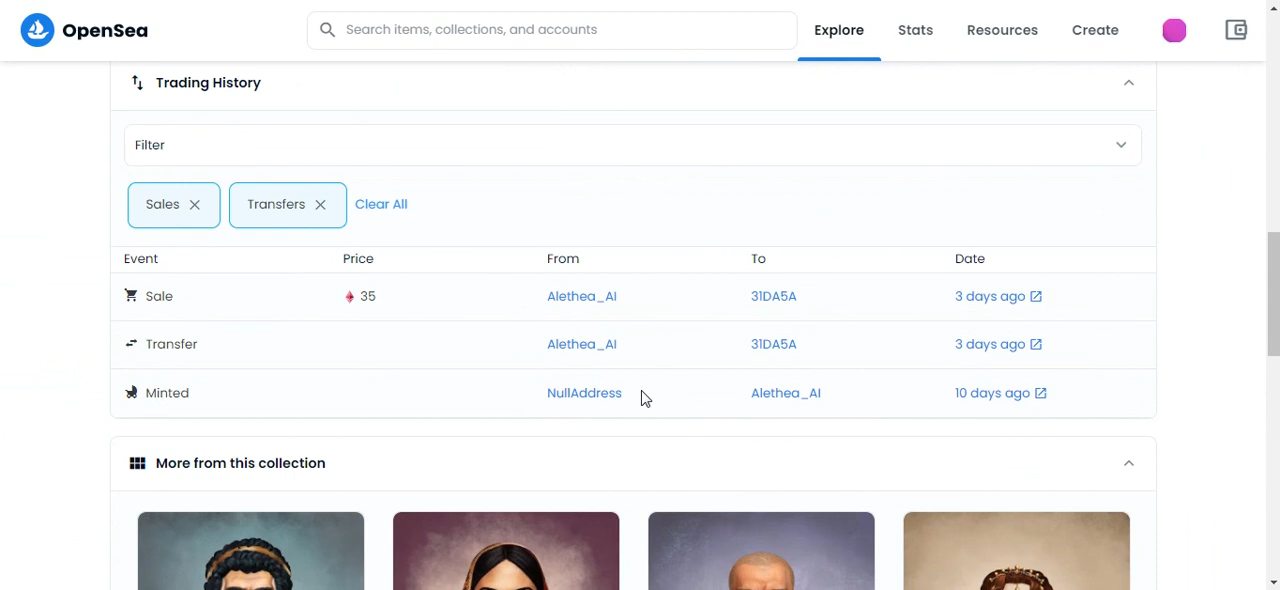 OpenSea Search items, collections, and accounts Explore Stats Resources Create
Trading History
Filter
Sales Transfers Clear All
Event Price From To Date
Sale 35 Alethea_AI 31DA5A 3 days ago
Transfer Alethea_AI 31DA5A 3 days ago
Minted NullAddress Alethea_AI 10 days ago
More from this collection